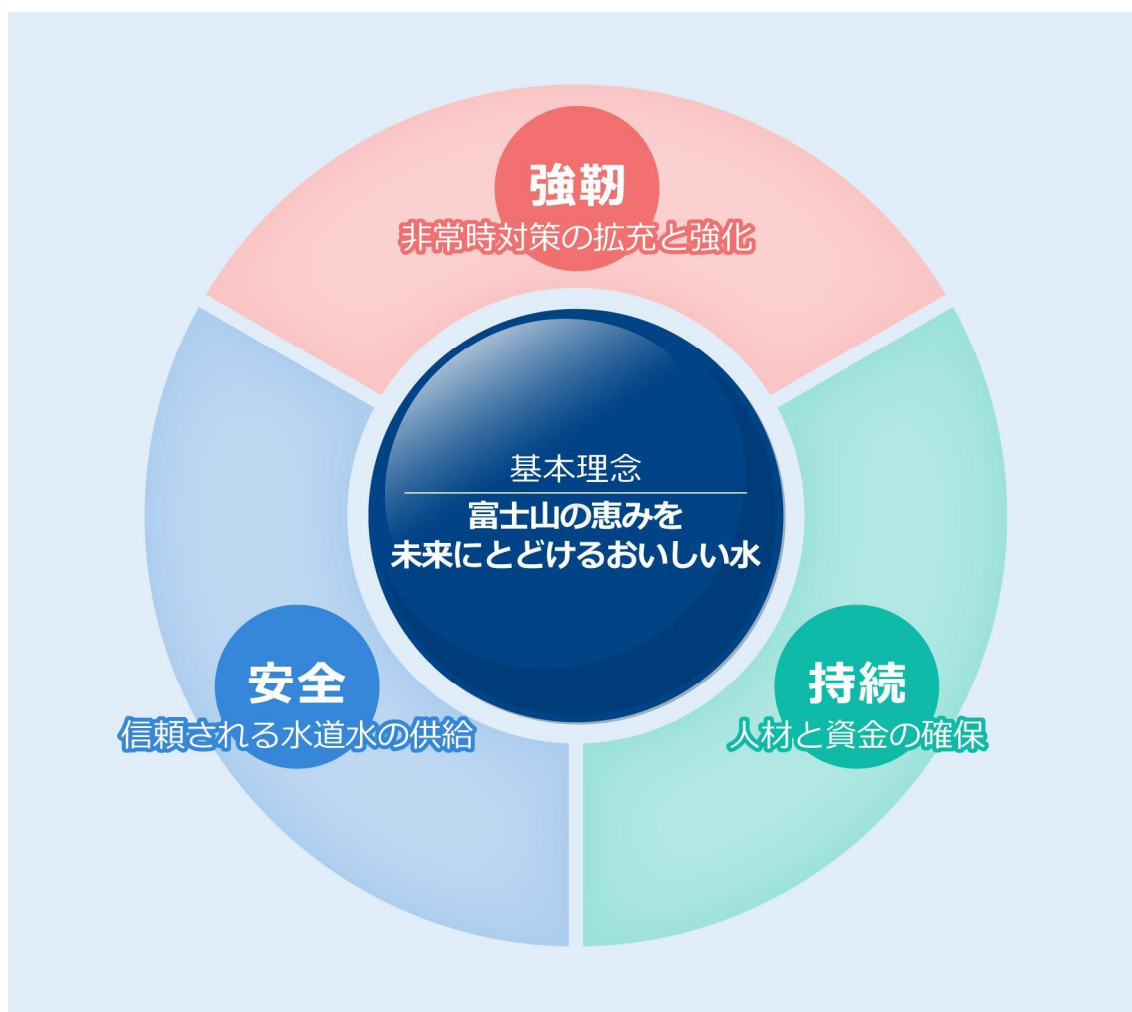 強靭
非常時対策の拡充と強化
基本理念
富士山の恵みを
未来にとどけるおいしい水
安全
信頼される水道水の供給
持続
人材と資金の確保